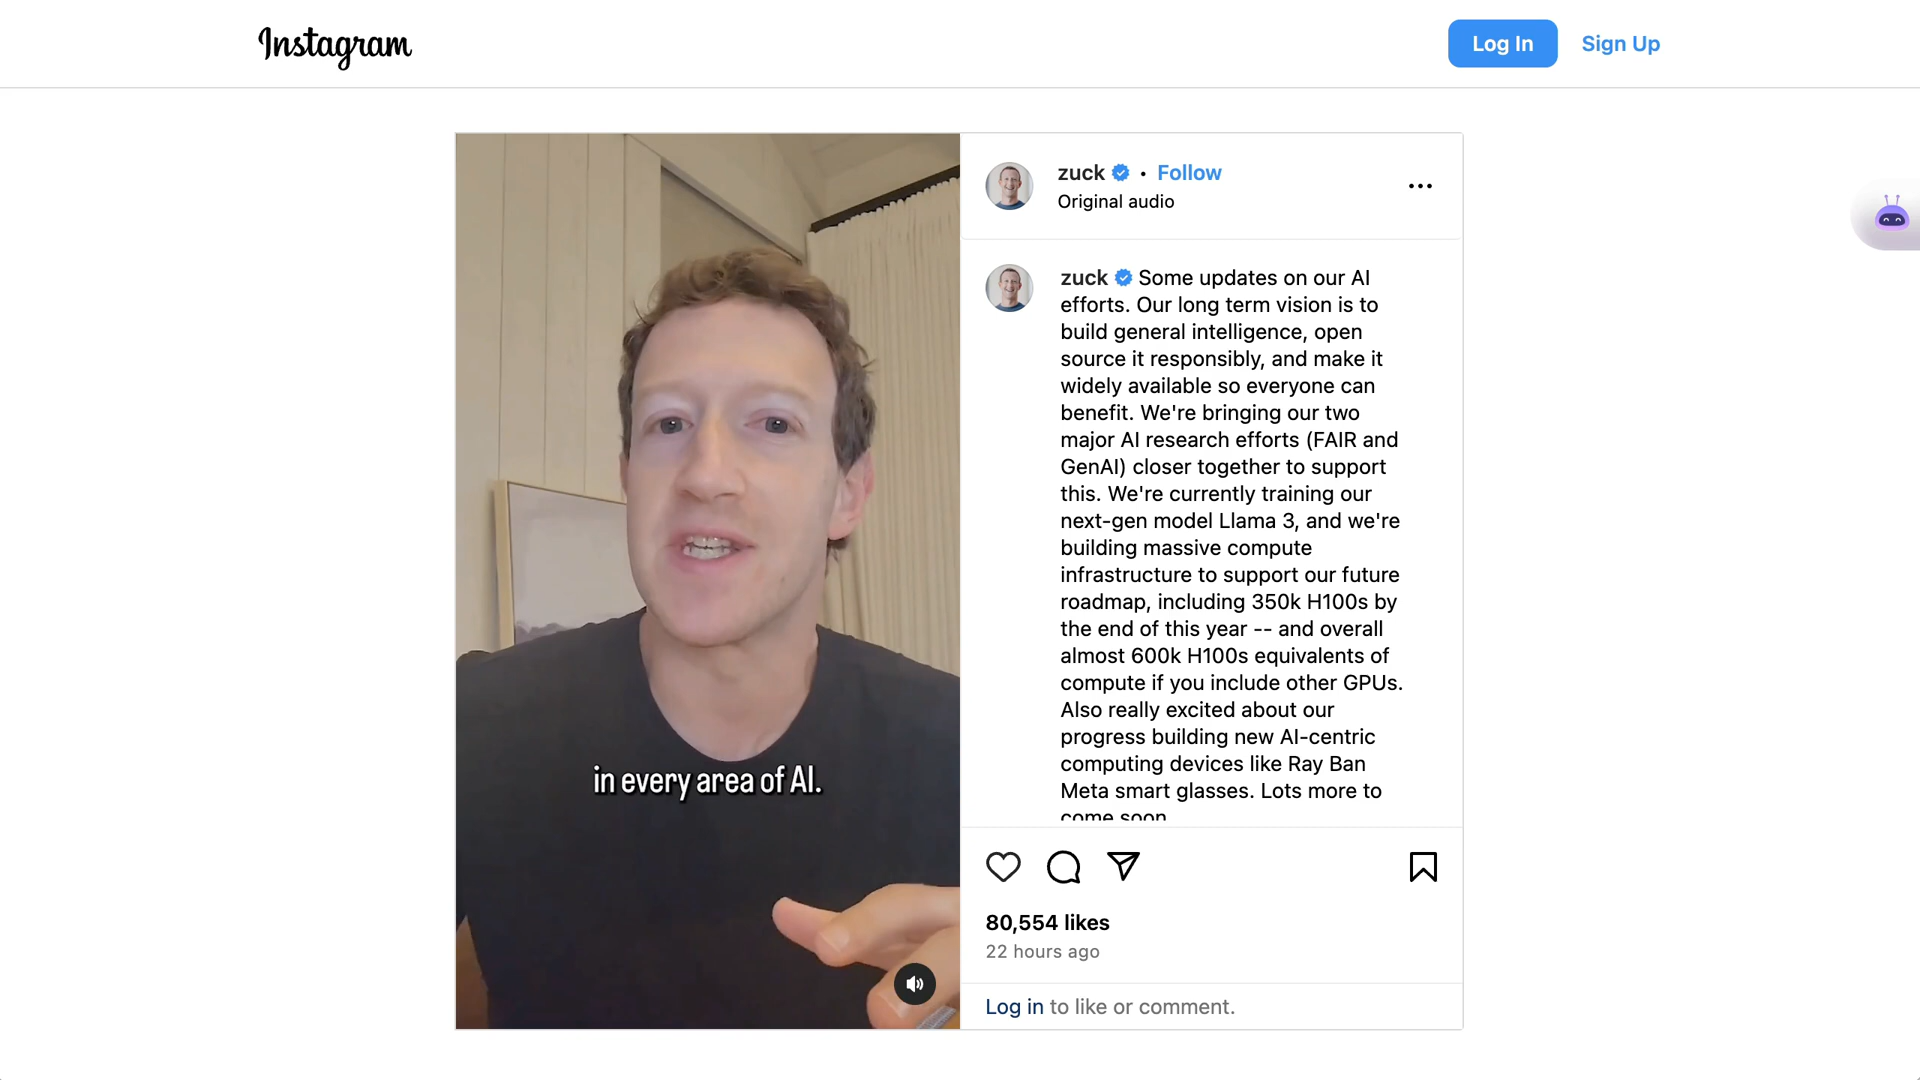 Instagram
Log In
Sign Up
zuck • Follow
Original audio
zuck Some updates on our AI
efforts. Our long term vision is to
build general intelligence, open
source it responsibly, and make it
widely available so everyone can
benefit. We're bringing our two
major AI research efforts (FAIR and
GenAI) closer together to support
this. We're currently training our
next-gen model Llama 3, and we're
building massive compute
infrastructure to support our future
roadmap, including 350k H100s by
the end of this year -- and overall
almost 600k H100s equivalents of
compute if you include other GPUs.
Also really excited about our
progress building new AI-centric
computing devices like Ray Ban
Meta smart glasses. Lots more to
come soon
in every area of AI.
80,554 likes
22 hours ago
Log in to like or comment.